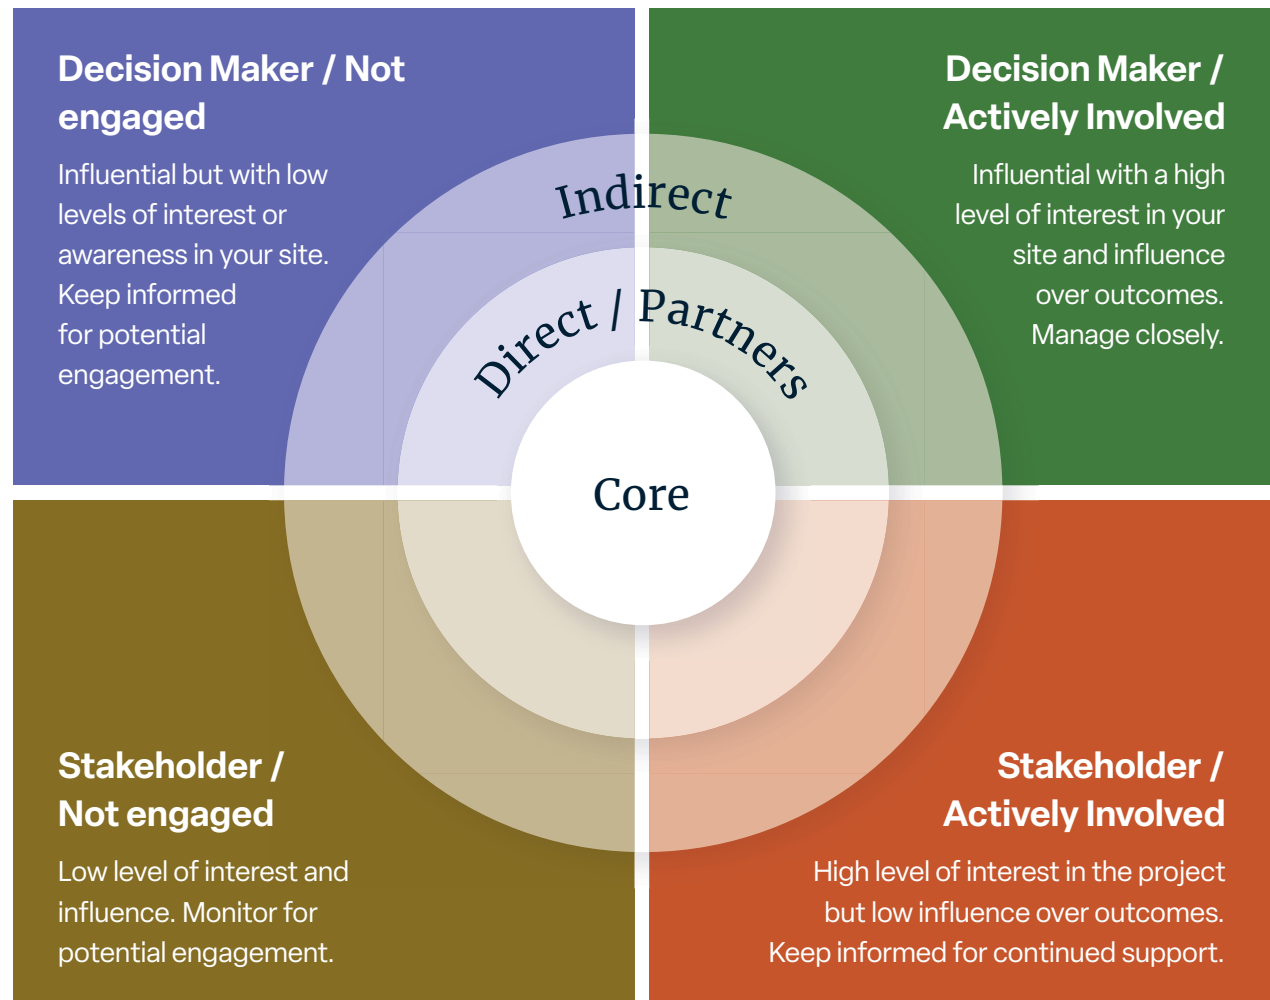 Decision Maker / Not
engaged
Influential but with low
levels of interest or
awareness in your site.
Keep informed
for potential
engagement.
Decision Maker /
Actively Involved
Influential with a high
level of interest in your
site and influence
over outcomes.
Manage closely.
Indirect
Direct / Partners
Core
Stakeholder /
Not engaged
Low level of interest and
influence. Monitor for
potential engagement.
Stakeholder /
Actively Involved
High level of interest in the project
but low influence over outcomes.
Keep informed for continued support.